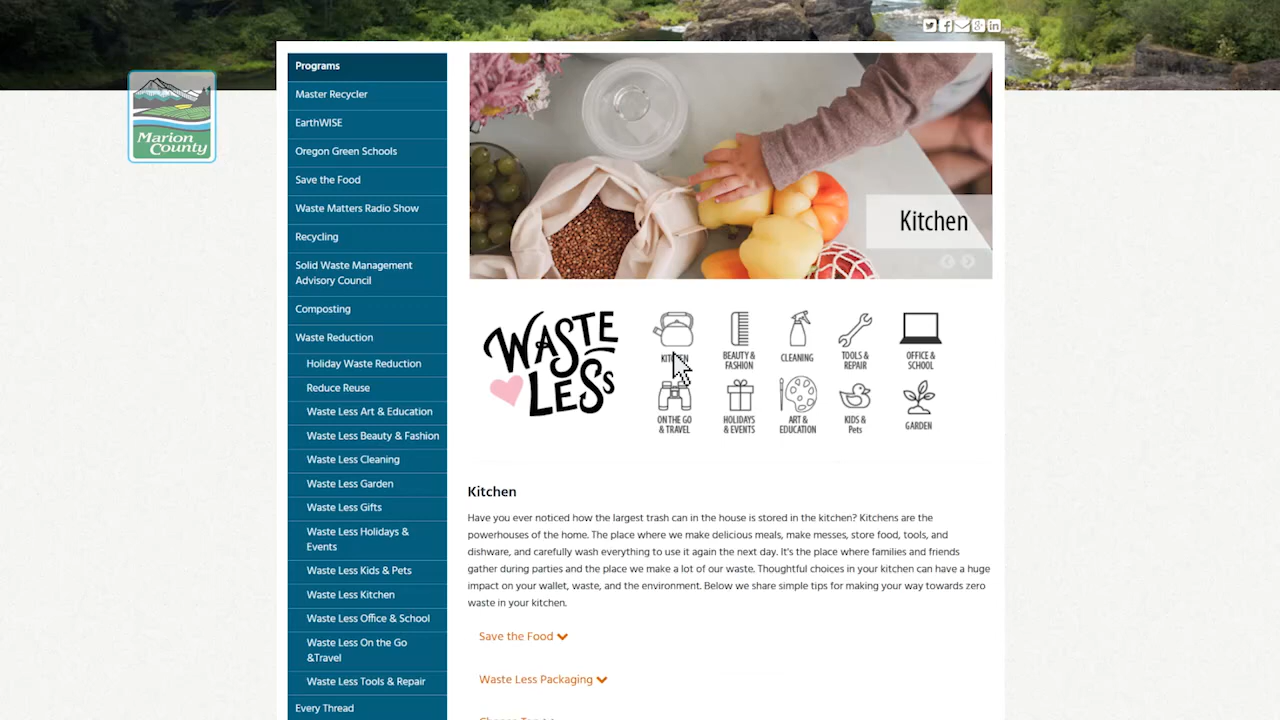 Marion
County
Programs
Master Recycler
EarthWISE
Oregon Green Schools
Save the Food
Waste Matters Radio Show
Recycling
Solid Waste Management
Advisory Council
Composting
Waste Reduction
Holiday Waste Reduction
Reduce Reuse
Waste Less Art & Education
Waste Less Beauty & Fashion
Waste Less Cleaning
Waste Less Garden
Waste Less Gifts
Waste Less Holidays &
Events
Waste Less Kids & Pets
Waste Less Kitchen
Waste Less Office & School
Waste Less On the Go
&Travel
Waste Less Tools & Repair
Every Thread
Kitchen
WASTE
LESS
KITCHEN
BEAUTY &
FASHION
CLEANING
TOOLS &
REPAIR
OFFICE &
SCHOOL
ON THE GO
& TRAVEL
HOLIDAYS
& EVENTS
ART &
EDUCATION
KIDS &
Pets
GARDEN
Kitchen
Have you ever noticed how the largest trash can in the house is stored in the kitchen? Kitchens are the
powerhouses of the home. The place where we make delicious meals, make messes, store food, tools, and
dishware, and carefully wash everything to use it again the next day. It's the place where families and friends
gather during parties and the place we make a lot of our waste. Thoughtful choices in your kitchen can have a huge
impact on your wallet, waste, and the environment. Below we share simple tips for making your way towards zero
waste in your kitchen.
Save the Food
Waste Less Packaging